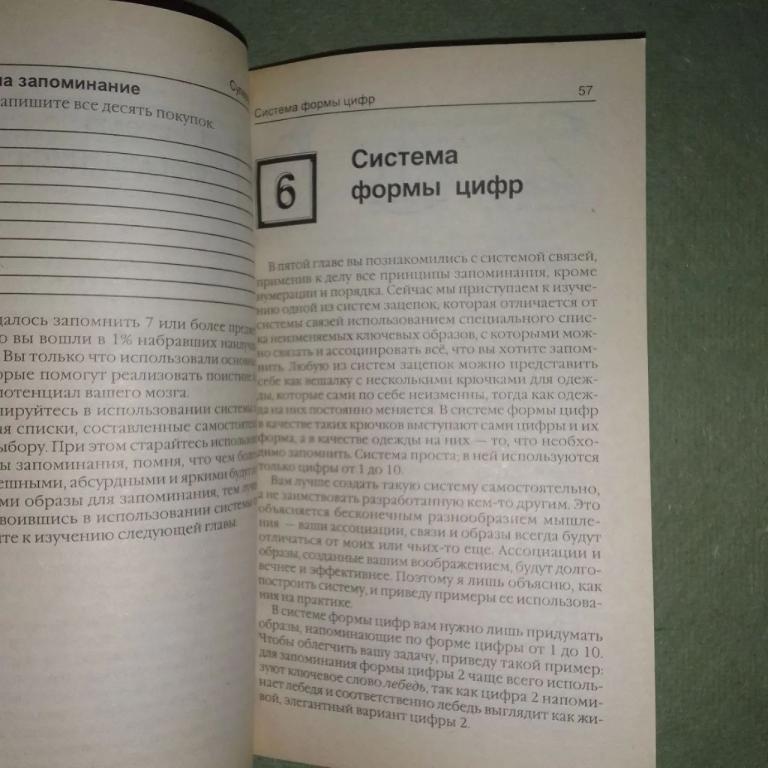 на запоминание
апишите все десять покупок.
далось запомнить 7 или более
о вы вошли в 1% набравших
Вы только что использовали
орые помогут реализовать
потенциал вашего мозга.
лируйтесь в использовании
ая списки, составленные
ыбору. При этом старайтесь
ы запоминания, помня, что чем
ешными, абсурдными и яркими
ми образы для запоминания, тем
воившись в использовании
йте к изучению следующей главы.
Система формы цифр
57
6
Система
формы цифр
В пятой главе вы познакомились с системой связей,
применив к делу все принципы запоминания, кроме
нумерации и порядка. Сейчас мы приступаем к изуче-
нию одной из систем зацепок, которая отличается от
системы связей использованием специального спис-
ка неизменяемых ключевых образов, с которыми мож-
но связать и ассоциировать всё, что вы хотите запом-
нить. Любую из систем зацепок можно представить
себе как вешалку с несколькими крючками для одеж-
ды, которые сами по себе неизменны, тогда как одеж-
да на них постоянно меняется. В системе формы цифр
в качестве таких крючков выступают сами цифры и их
форма, а в качестве одежды на них — то, что необхо-
димо запомнить. Система проста; в ней используются
только цифры от 1 до 10.
Вам лучше создать такую систему самостоятельно,
а не заимствовать разработанную кем-то другим. Это
объясняется бесконечным разнообразием мышле-
ния — ваши ассоциации, связи и образы всегда будут
отличаться от моих или чьих-то еще. Ассоциации и
образы, созданные вашим воображением, будут долго-
вечнее и эффективнее. Поэтому я лишь объясню, как
построить систему, и приведу примеры ее использова-
ния на практике.
В системе формы цифр вам нужно лишь придумать
образы, напоминающие по форме цифры от 1 до 10.
Чтобы облегчить вашу задачу, приведу такой пример:
для запоминания формы цифры 2 чаще всего исполь-
зуют ключевое слово лебедь, так как цифра 2 напоми-
нает лебедя и соответственно лебедь выглядит как жи-
вой, элегантный вариант цифры 2.